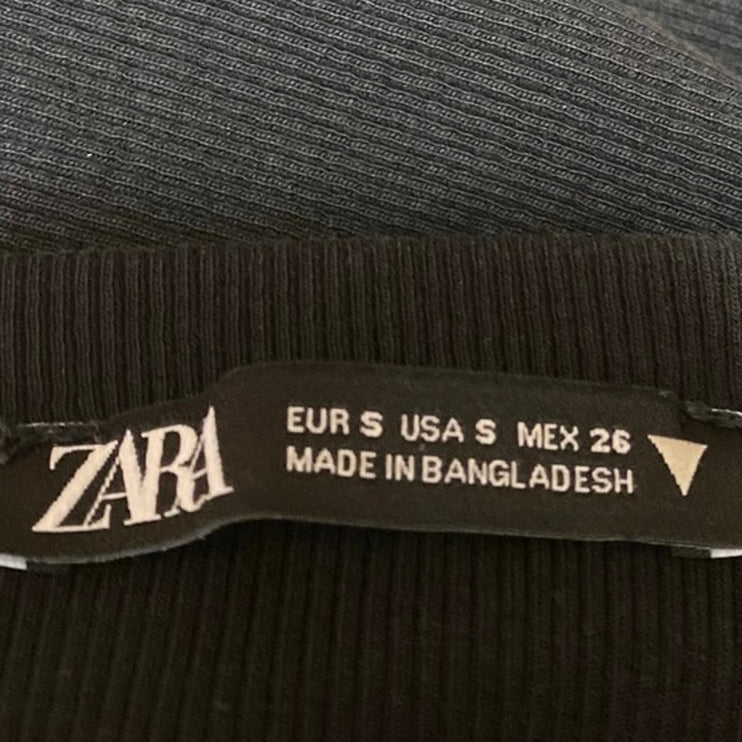 ZARA
EUR S USA S MEX 26
MADE IN BANGLADESH